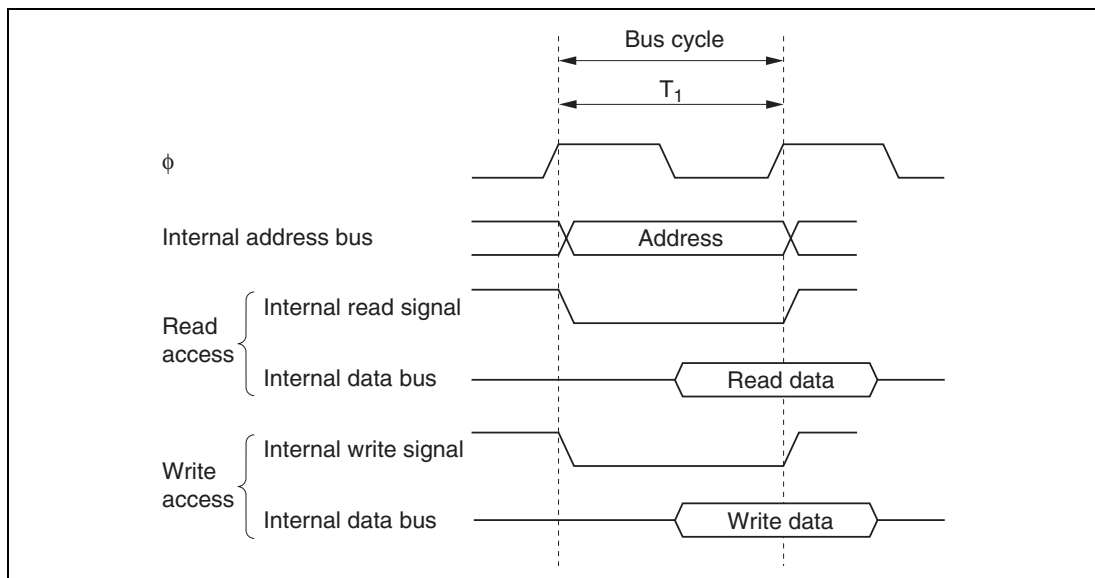 Bus cycle
T₁
ϕ
Internal address bus
Address
Read access
Internal read signal
Internal data bus
Read data
Write access
Internal write signal
Internal data bus
Write data